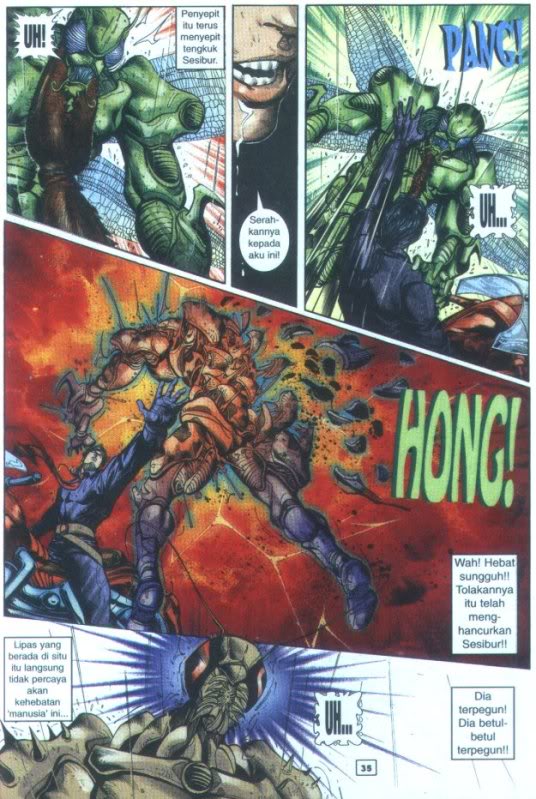 UH!
Penyepit
itu terus
menyepit
tengkuk
Sesibur.
Serah-
kannya
kepada
aku ini!
PANG!
UH...
HONG!
Wah! Hebat
sungguh!!
Tolakannya
itu telah
meng-
hancurkan
Sesibur!!
Lipas yang
berada di situ
itu langsung
tidak percaya
akan
kehebatan
'manusia' ini...
UH...
Dia
terpegun!
Dia betul-
betul
terpegun!!
35